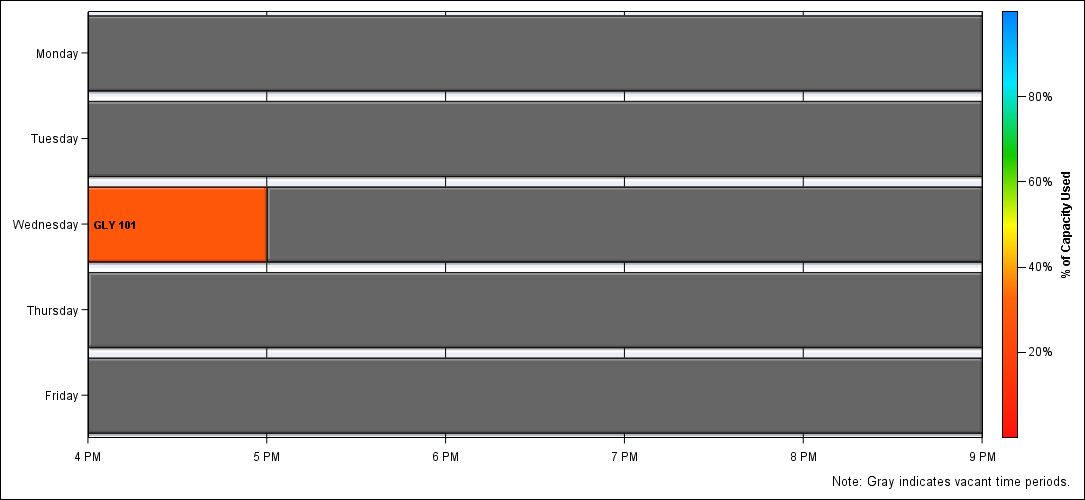 Monday
Tuesday
Wednesday
GLY 101
Thursday
Friday
4 PM 5 PM 6 PM 7 PM 8 PM 9 PM
80%
60%
40%
20%
% of Capacity Used
Note: Gray indicates vacant time periods.